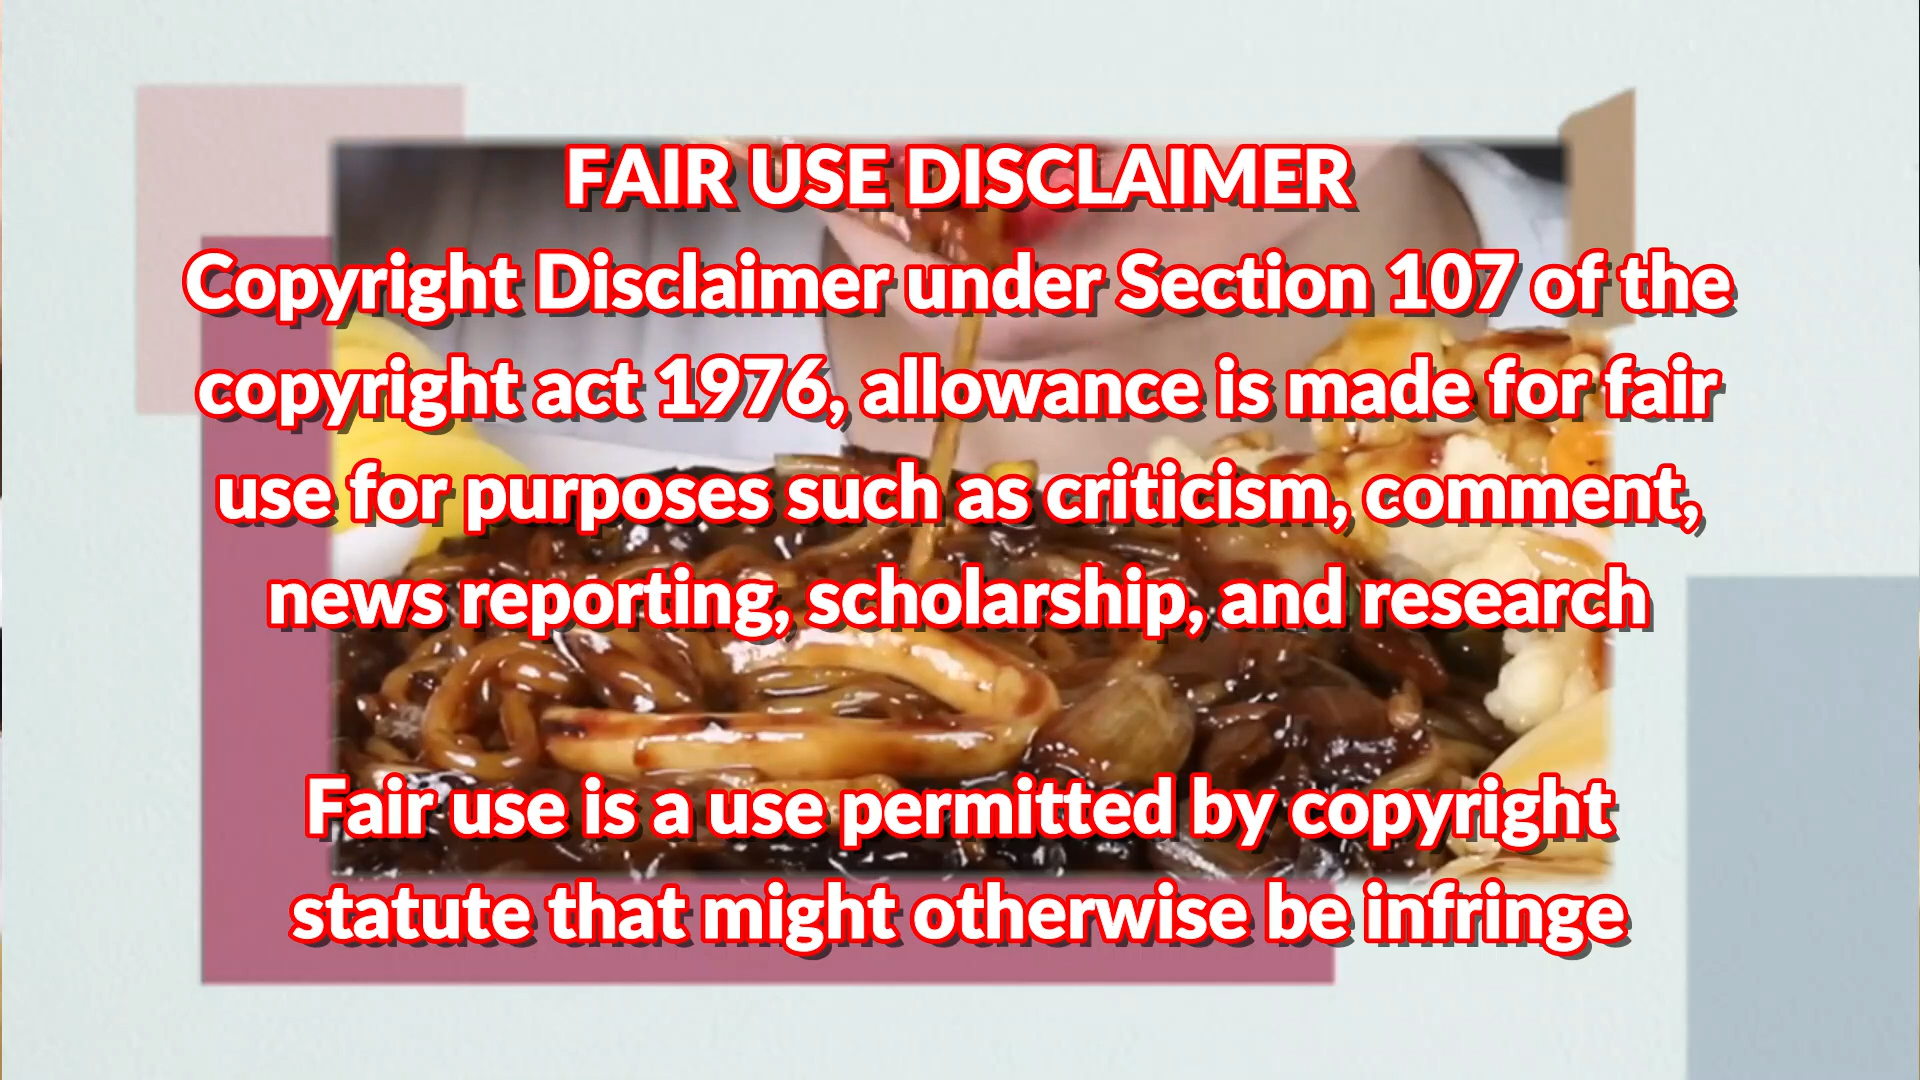 FAIR USE DISCLAIMER
Copyright Disclaimer under Section 107 of the
copyright act 1976, allowance is made for fair
use for purposes such as criticism, comment,
news reporting, scholarship, and research
Fair use is a use permitted by copyright
statute that might otherwise be infringe